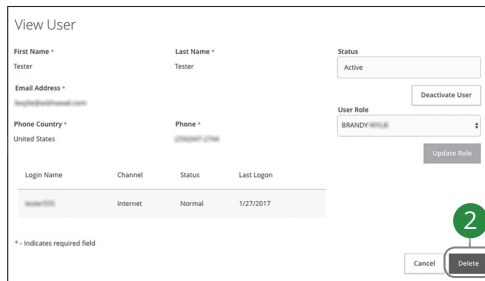 View User
First Name * Last Name * Status
Tester Tester Active
Email Address *
Deactivate User
User Role
Phone Country * Phone * BRANDY
United States
Update Role
Login Name Channel Status Last Logon
Internet Normal 1/27/2017
2
* - Indicates required field
Cancel Delete